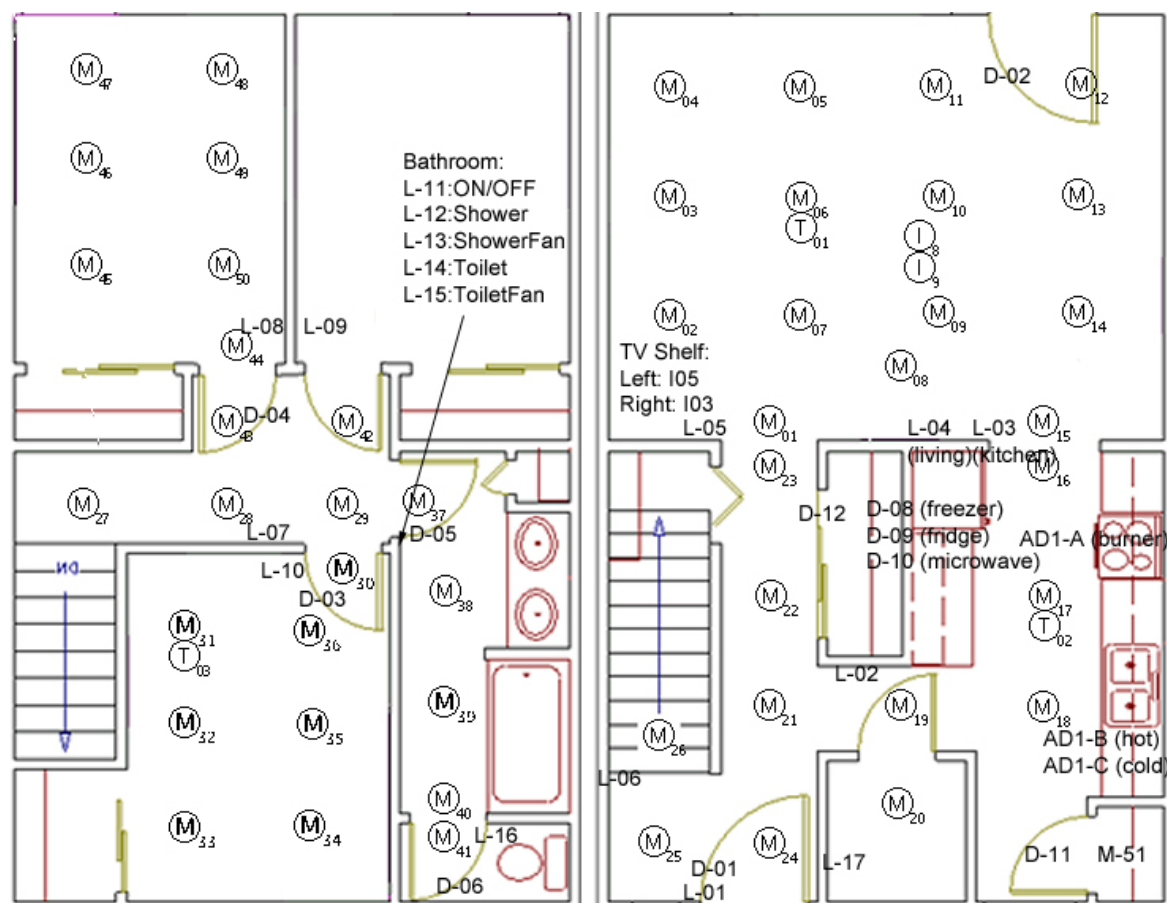 M47
M48
M46
M49
M45
M50
L-08
L-09
M44
D-04
M43
M42
Bathroom:
L-11:ON/OFF
L-12:Shower
L-13:ShowerFan
L-14:Toilet
L-15:ToiletFan
M27
M28
M29
M37
D-05
L-07
L-10
M30
D-03
DN
M31
T03
M36
M38
M32
M35
M39
M33
M34
M40
M41
L-16
D-06
M04
M05
M11
D-02
M12
M03
M06
T01
M10
M13
I8
I9
M02
M07
M09
M14
TV Shelf:
Left: I05
Right: I03
M08
L-05
M01
L-04
L-03
(living)(kitchen)
M15
M23
M16
D-12
D-08 (freezer)
D-09 (fridge)
D-10 (microwave)
AD1-A (burner)
M22
M17
T02
L-02
M21
M19
M18
M26
AD1-B (hot)
AD1-C (cold)
L-06
M20
M25
M24
D-01
L-01
L-17
D-11
M-51